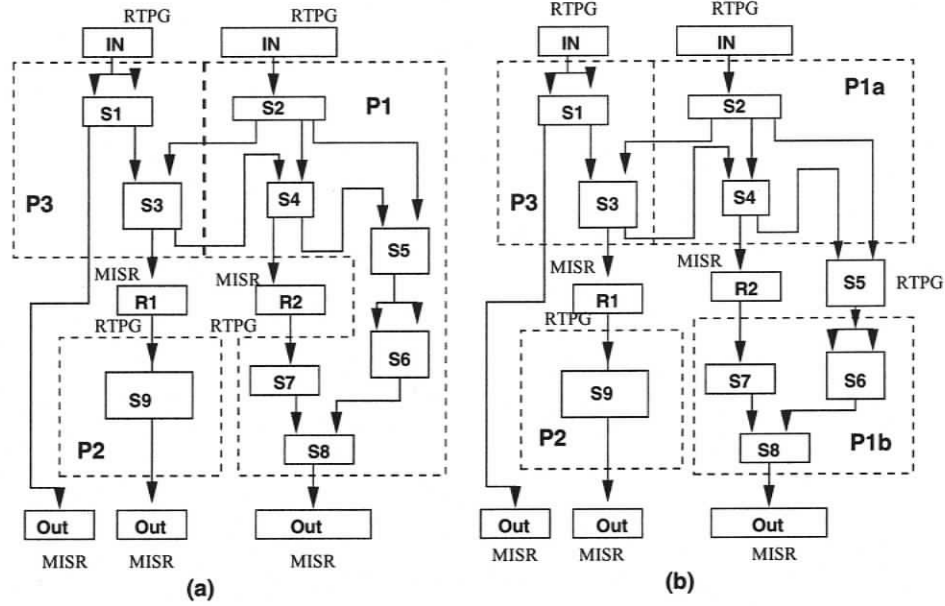 RTPG
RTPG
IN
IN
P1
S1
S2
P3
S3
S4
S5
MISR
MISR
R1
R2
RTPG
RTPG
S6
S9
S7
P2
S8
Out
Out
Out
MISR
MISR
MISR
(a)
RTPG
RTPG
IN
IN
P1a
S1
S2
P3
S3
S4
MISR
MISR
S5
RTPG
R1
R2
RTPG
S9
S7
S6
P2
S8
P1b
Out
Out
Out
MISR
MISR
MISR
(b)